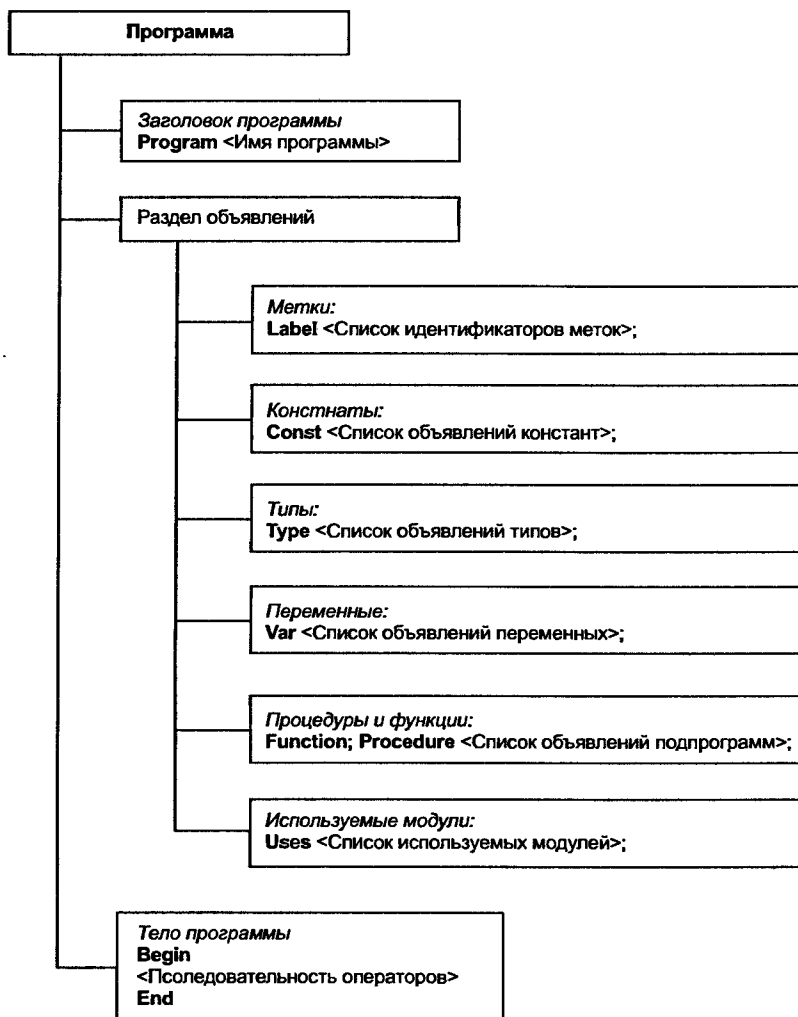 Программа
Заголовок программы
Program <Имя программы>
Раздел объявлений
Метки:
Label <Список идентификаторов меток>;
Констнаты:
Const <Список объявлений констант>;
Типы:
Type <Список объявлений типов>;
Переменные:
Var <Список объявлений переменных>;
Процедуры и функции:
Function; Procedure <Список объявлений подпрограмм>;
Используемые модули:
Uses <Список используемых модулей>;
Тело программы
Begin
<Псоледовательность операторов>
End